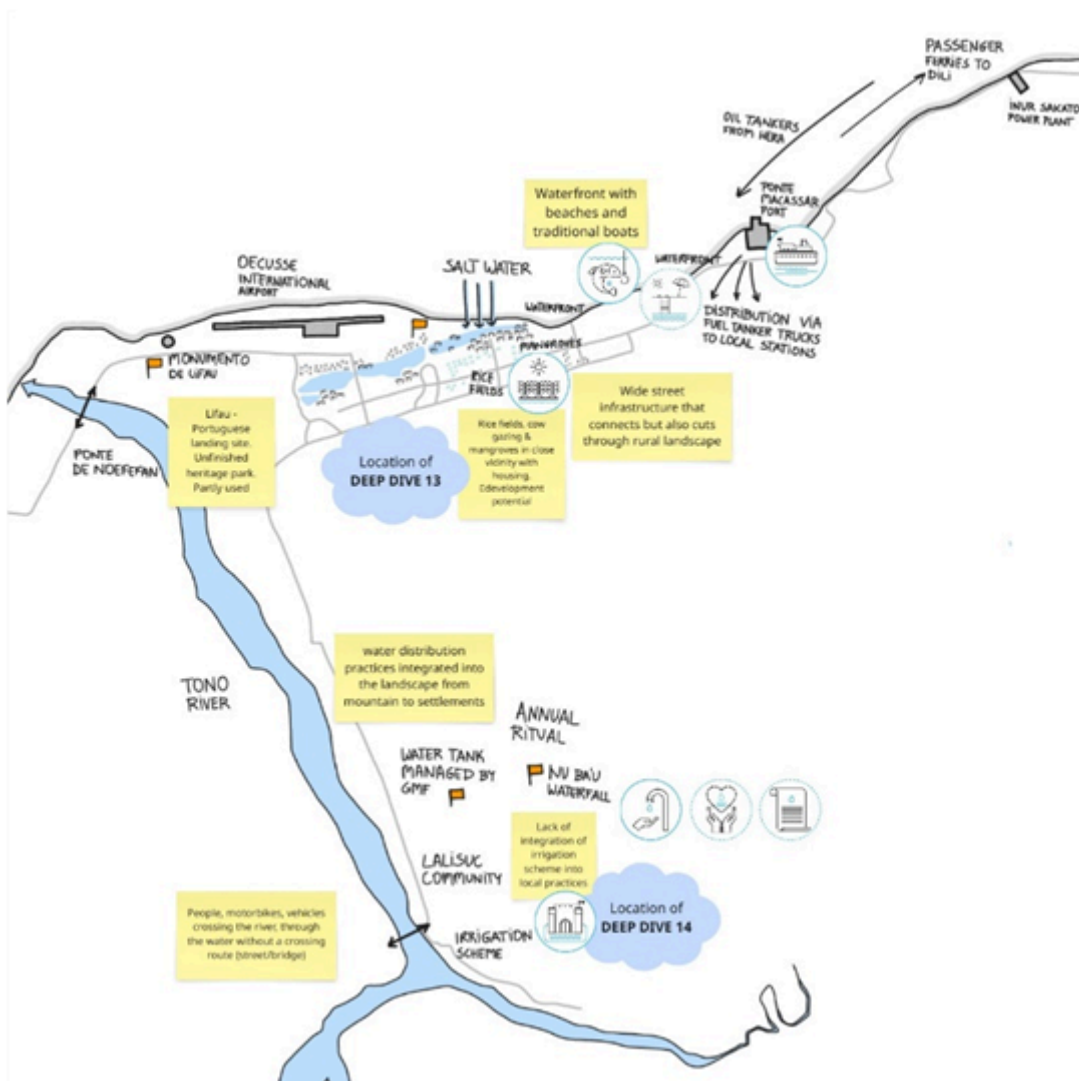 PASSENGER
FERRIES TO
DILI
INUR SAKATO
POWER PLANT
OIL TANKERS
FROM HERA
PONTE
MACASSAR
PORT
Waterfront with
beaches and
traditional boats
WATERFRONT
OECUSSE
INTERNATIONAL
AIRPORT
SALT WATER
WATERFRONT
DISTRIBUTION VIA
FUEL TANKER TRUCKS
TO LOCAL STATIONS
MANGROVES
MONUMENTO
DE LIFAU
RICE
FIELDS
Wide street
infrastructure that
connects but also cuts
through rural landscape
Lifau -
Portuguese
landing site.
Unfinished
heritage park.
Partly used
PONTE
DE NOEFEFAN
Location of
DEEP DIVE 13
Rice fields, cow
gazing &
mangroves in close
vicinity with
housing,
development
potential
water distribution
practices integrated into
the landscape from
mountain to settlements
TONO
RIVER
ANNUAL
RITUAL
WATER TANK
MANAGED BY
GMF
WATERFALL
Lack of
integration of
irrigation
scheme into
local practices
LALISUC
COMMUNITY
Location of
DEEP DIVE 14
People, motorbikes, vehicles
crossing the river, through
the water without a crossing
route (street/bridge)
IRRIGATION
SCHEME